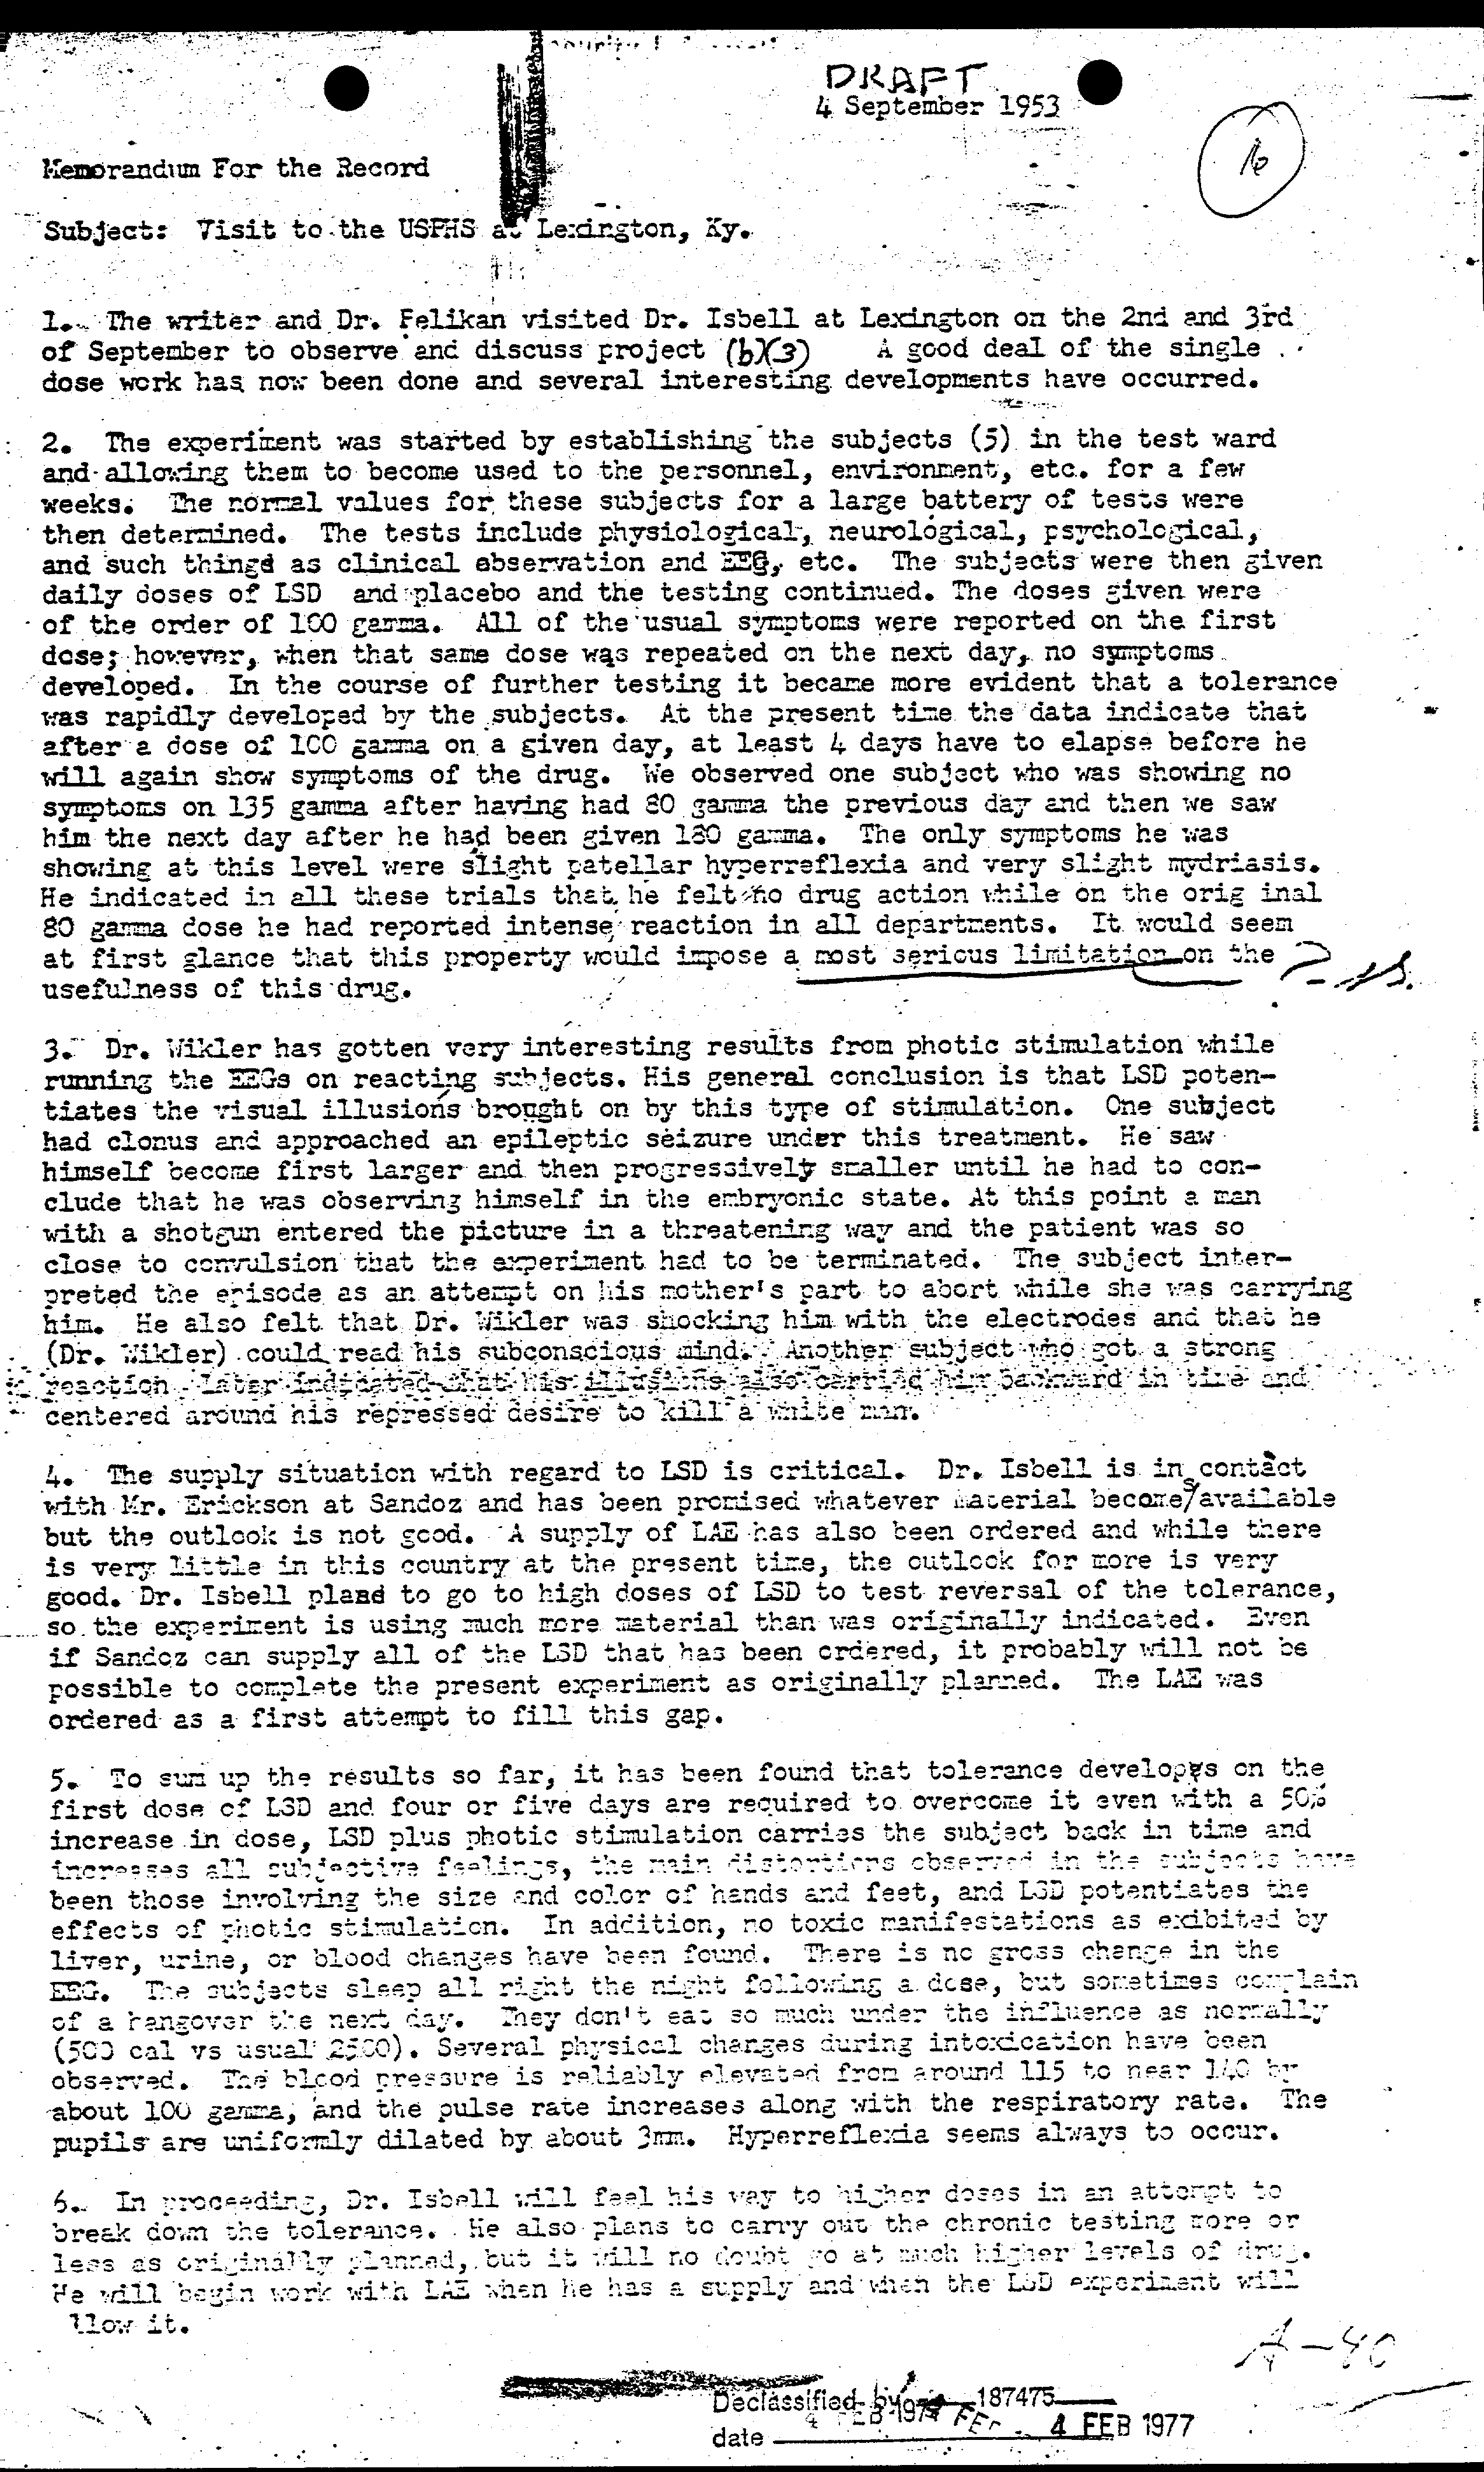 DRAFT
4 September 1953
16
Memorandum For the Record
Subject: Visit to the USPHS at Lexington, Ky.
1. The writer and Dr. Felikan visited Dr. Isbell at Lexington on the 2nd and 3rd
of September to observe and discuss project (b)(3) A good deal of the single
dose work has now been done and several interesting developments have occurred.
2. The experiment was started by establishing the subjects (5) in the test ward
and allowing them to become used to the personnel, environment, etc. for a few
weeks. The normal values for these subjects for a large battery of tests were
then determined. The tests include physiological, neurological, psychological,
and such things as clinical observation and EEG, etc. The subjects were then given
daily doses of LSD and placebo and the testing continued. The doses given were
of the order of 100 gamma. All of the usual symptoms were reported on the first
dose; however, when that same dose was repeated on the next day, no symptoms
developed. In the course of further testing it became more evident that a tolerance
was rapidly developed by the subjects. At the present time the data indicate that
after a dose of 100 gamma on a given day, at least 4 days have to elapse before he
will again show symptoms of the drug. We observed one subject who was showing no
symptoms on 135 gamma after having had 80 gamma the previous day and then we saw
him the next day after he had been given 180 gamma. The only symptoms he was
showing at this level were slight patellar hyperreflexia and very slight mydriasis.
He indicated in all these trials that he felt no drug action while on the orig inal
80 gamma dose he had reported intense reaction in all departments. It would seem
at first glance that this property would impose a most serious limitation on the
usefulness of this drug.
3. Dr. Wikler has gotten very interesting results from photic stimulation while
running the EEGs on reacting subjects. His general conclusion is that LSD poten-
tiates the visual illusions brought on by this type of stimulation. One subject
had clonus and approached an epileptic seizure under this treatment. He saw
himself become first larger and then progressively smaller until he had to con-
clude that he was observing himself in the embryonic state. At this point a man
with a shotgun entered the picture in a threatening way and the patient was so
close to convulsion that the experiment had to be terminated. The subject inter-
preted the episode as an attempt on his mother's part to abort while she was carrying
him. He also felt that Dr. Wikler was shocking him with the electrodes and that he
(Dr. Wikler) could read his subconscious mind. Another subject who got a strong
reaction later indicated that his illusions also carried him backward in time and
centered around his repressed desire to kill a white man.
4. The supply situation with regard to LSD is critical. Dr. Isbell is in contact
with Mr. Erickson at Sandoz and has been promised whatever material becomes available
but the outlook is not good. A supply of LAE has also been ordered and while there
is very little in this country at the present time, the outlook for more is very
good. Dr. Isbell plans to go to high doses of LSD to test reversal of the tolerance,
so the experiment is using much more material than was originally indicated. Even
if Sandoz can supply all of the LSD that has been ordered, it probably will not be
possible to complete the present experiment as originally planned. The LAE was
ordered as a first attempt to fill this gap.
5. To sum up the results so far, it has been found that tolerance develops on the
first dose of LSD and four or five days are required to overcome it even with a 50%
increase in dose, LSD plus photic stimulation carries the subject back in time and
increases all subjective feelings, the main distortions observed in the subjects have
been those involving the size and color of hands and feet, and LSD potentiates the
effects of photic stimulation. In addition, no toxic manifestations as exibited by
liver, urine, or blood changes have been found. There is no gross change in the
EEG. The subjects sleep all right the night following a dose, but sometimes complain
of a hangover the next day. They don't eat so much under the influence as normally
(500 cal vs usual 2500). Several physical changes during intoxication have been
observed. The blood pressure is reliably elevated from around 115 to near 140 by
about 100 gamma, and the pulse rate increases along with the respiratory rate. The
pupils are uniformly dilated by about 3mm. Hyperreflexia seems always to occur.
6. In proceeding, Dr. Isbell will feel his way to higher doses in an attempt to
break down the tolerance. He also plans to carry out the chronic testing more or
less as originally planned, but it will no doubt go at much higher levels of drug.
He will begin work with LAE when he has a supply and when the LSD experiment will
llow it.
A-40
Declassified by 187475
4 FEB 1977
date 4 FEB 1977